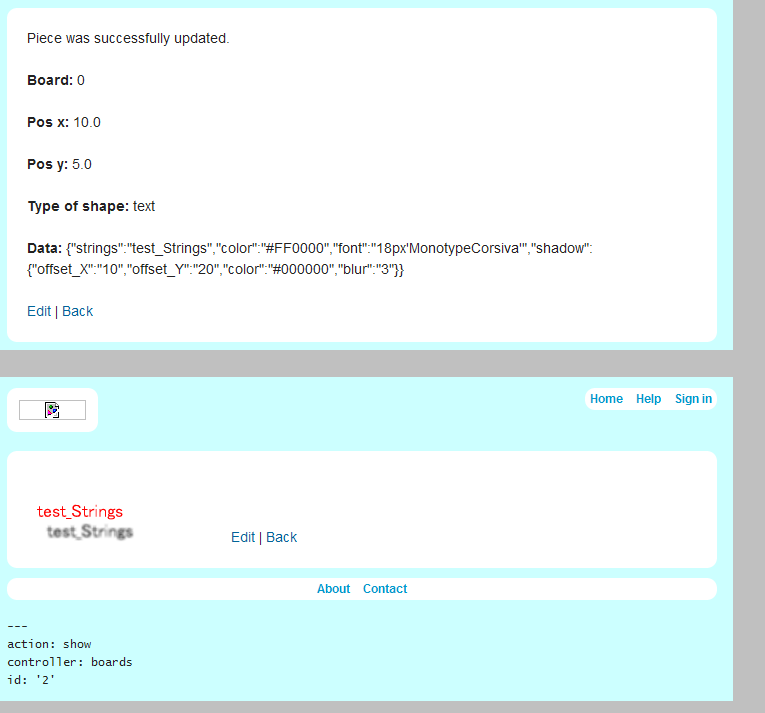 Piece was successfully updated.
Board: 0
Pos x: 10.0
Pos y: 5.0
Type of shape: text
Data: {"strings":"test_Strings","color":"#FF0000","font":"18px'MonotypeCorsiva'","shadow":
{"offset_X":"10","offset_Y":"20","color":"#000000","blur":"3"}}
Edit | Back
Home Help Sign in
test_Strings
test_Strings
Edit | Back
About Contact
---
action: show
controller: boards
id: '2'